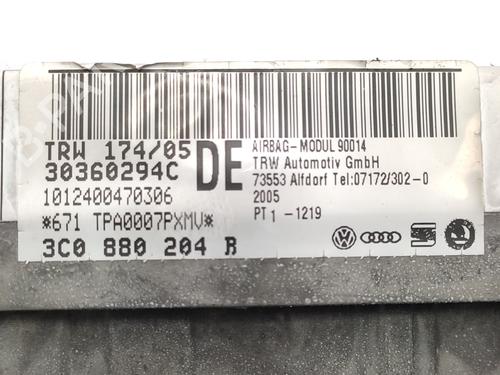 TRW 174/05
30360294C
DE
1012400470306
*671 TPA0007PXMV*
3C0 880 204 B
AIRBAG-MODUL 90014
TRW Automotiv GmbH
73553 Alfdorf Tel:07172/302-0
2005
PT1 -1219